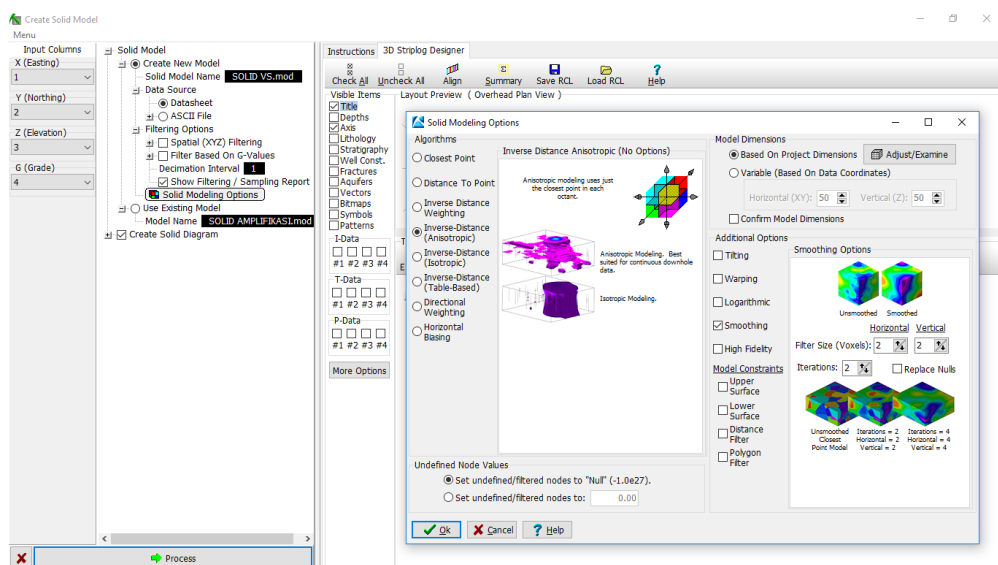 Create Solid Model
Menu
Input Columns
X (Easting)
1
Y (Northing)
2
Z (Elevation)
3
G (Grade)
4
Solid Model
Create New Model
Solid Model Name SOLID VS.mod
Data Source
Datasheet
ASCII File
Filtering Options
Spatial (XYZ) Filtering
Filter Based On G-Values
Decimation Interval 1
Show Filtering / Sampling Report
Solid Modeling Options
Use Existing Model
Model Name SOLID AMPLIFIKASI.mod
Create Solid Diagram
Process
Instructions 3D Striplog Designer
Check All Uncheck All Align Summary Save RCL Load RCL Help
Visible Items
Title
Depths
Axis
Lithology
Stratigraphy
Well Const.
Fractures
Aquifers
Vectors
Bitmaps
Symbols
Patterns
I-Data
#1 #2 #3 #4
T-Data
#1 #2 #3 #4
P-Data
#1 #2 #3 #4
More Options
Layout Preview ( Overhead Plan View )
Solid Modeling Options
Algorithms
Closest Point
Distance To Point
Inverse Distance
Weighting
Inverse-Distance
(Anisotropic)
Inverse-Distance
(Isotropic)
Inverse-Distance
(Table-Based)
Directional
Weighting
Horizontal
Biasing
Inverse Distance Anisotropic (No Options)
Anisotropic modeling uses just
the closest point in each
octant.
Anisotropic Modeling. Best
suited for continuous downhole
data.
Isotropic Modeling.
Undefined Node Values
Set undefined/filtered nodes to "Null" (-1.0e27).
Set undefined/filtered nodes to: 0.00
Ok Cancel Help
Model Dimensions
Based On Project Dimensions Adjust/Examine
Variable (Based On Data Coordinates)
Horizontal (XY): 50 Vertical (Z): 50
Confirm Model Dimensions
Additional Options
Tilting
Warping
Logarithmic
Smoothing
High Fidelity
Model Constraints
Upper
Surface
Lower
Surface
Distance
Filter
Polygon
Filter
Smoothing Options
Unsmoothed Smoothed
Horizontal Vertical
Filter Size (Voxels): 2 2
Iterations: 2 Replace Nulls
Unsmoothed Iterations = 2 Iterations = 4
Closest Horizontal = 2 Horizontal = 4
Point Model Vertical = 2 Vertical = 4